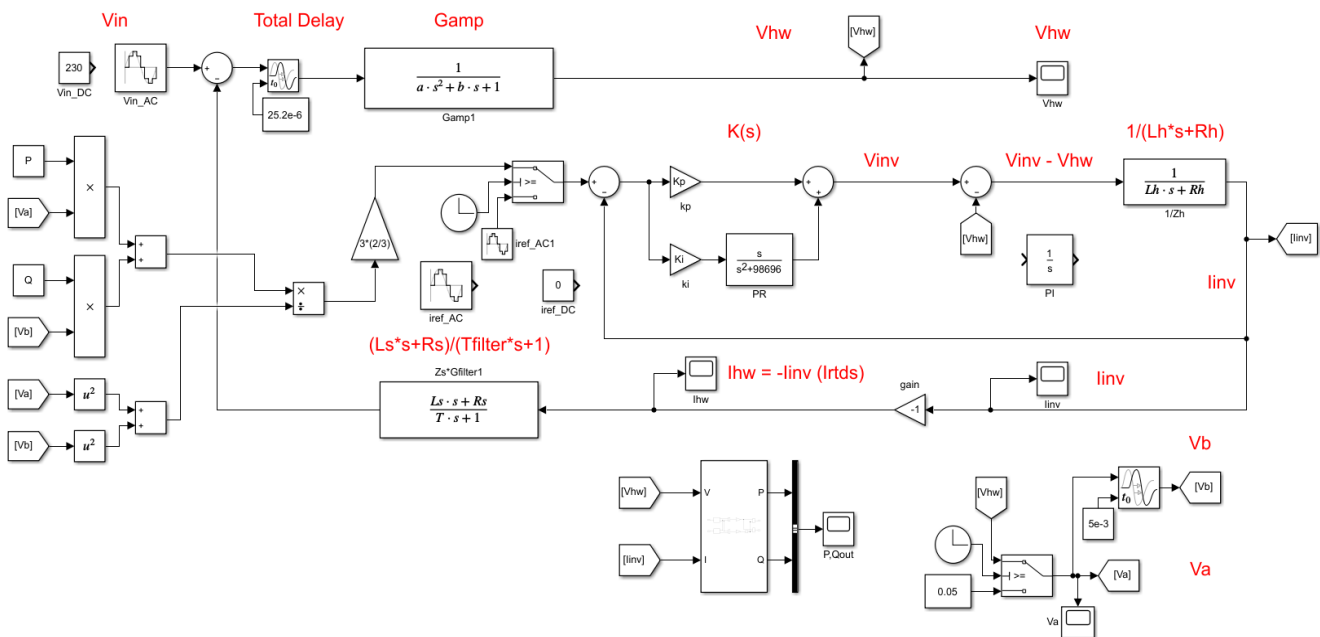 Vin
Total Delay
Gamp
Vhw
[Vhw]
Vhw
230
Vin_DC
Vin_AC
+
−
t0
25.2e-6
1
a · s² + b · s + 1
Gamp1
Vhw
K(s)
1/(Lh*s+Rh)
P
×
[Va]
+
+
Q
×
[Vb]
×
÷
3*(2/3)
>=
iref_AC1
iref_AC
0
iref_DC
+
−
Kp
kp
Ki
ki
s
s²+98696
PR
+
+
Vinv
+
−
[Vhw]
Vinv - Vhw
1
Lh · s + Rh
1/Zh
1
s
PI
[Iinv]
Iinv
[Va]
u²
+
+
[Vb]
u²
(Ls*s+Rs)/(Tfilter*s+1)
Zs*Gfilter1
Ls · s + Rs
T · s + 1
Ihw
Ihw = -Iinv (Irtds)
gain
-1
Iinv
Iinv
[Vhw]
V
P
[Iinv]
I
Q
P,Qout
Vb
[Vhw]
t0
[Vb]
5e-3
>=
0.05
[Va]
Va
Va